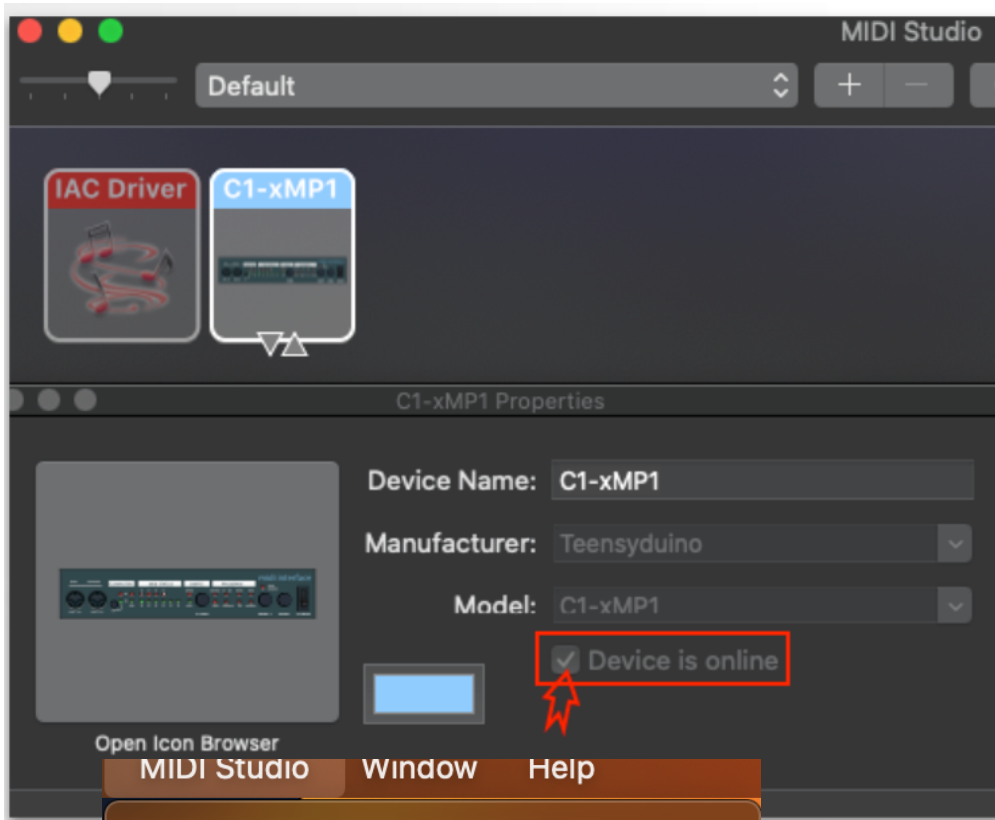 MIDI Studio
Default
IAC Driver
C1-xMP1
C1-xMP1 Properties
Device Name: C1-xMP1
Manufacturer: Teensyduino
Model: C1-xMP1
Device is online
Open Icon Browser
MIDI Studio Window Help